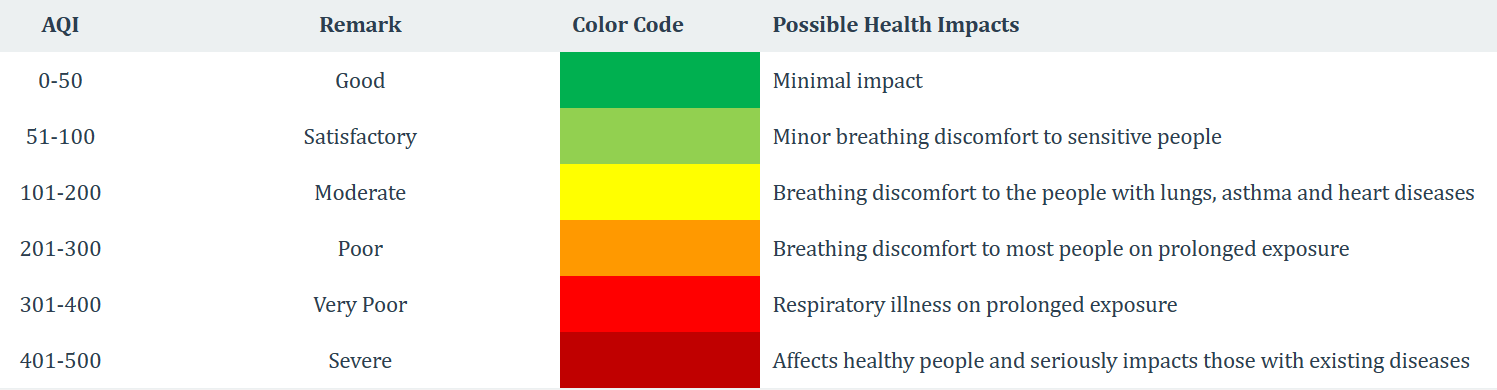 AQI Remark Color Code Possible Health Impacts
0-50 Good Minimal impact
51-100 Satisfactory Minor breathing discomfort to sensitive people
101-200 Moderate Breathing discomfort to the people with lungs, asthma and heart diseases
201-300 Poor Breathing discomfort to most people on prolonged exposure
301-400 Very Poor Respiratory illness on prolonged exposure
401-500 Severe Affects healthy people and seriously impacts those with existing diseases